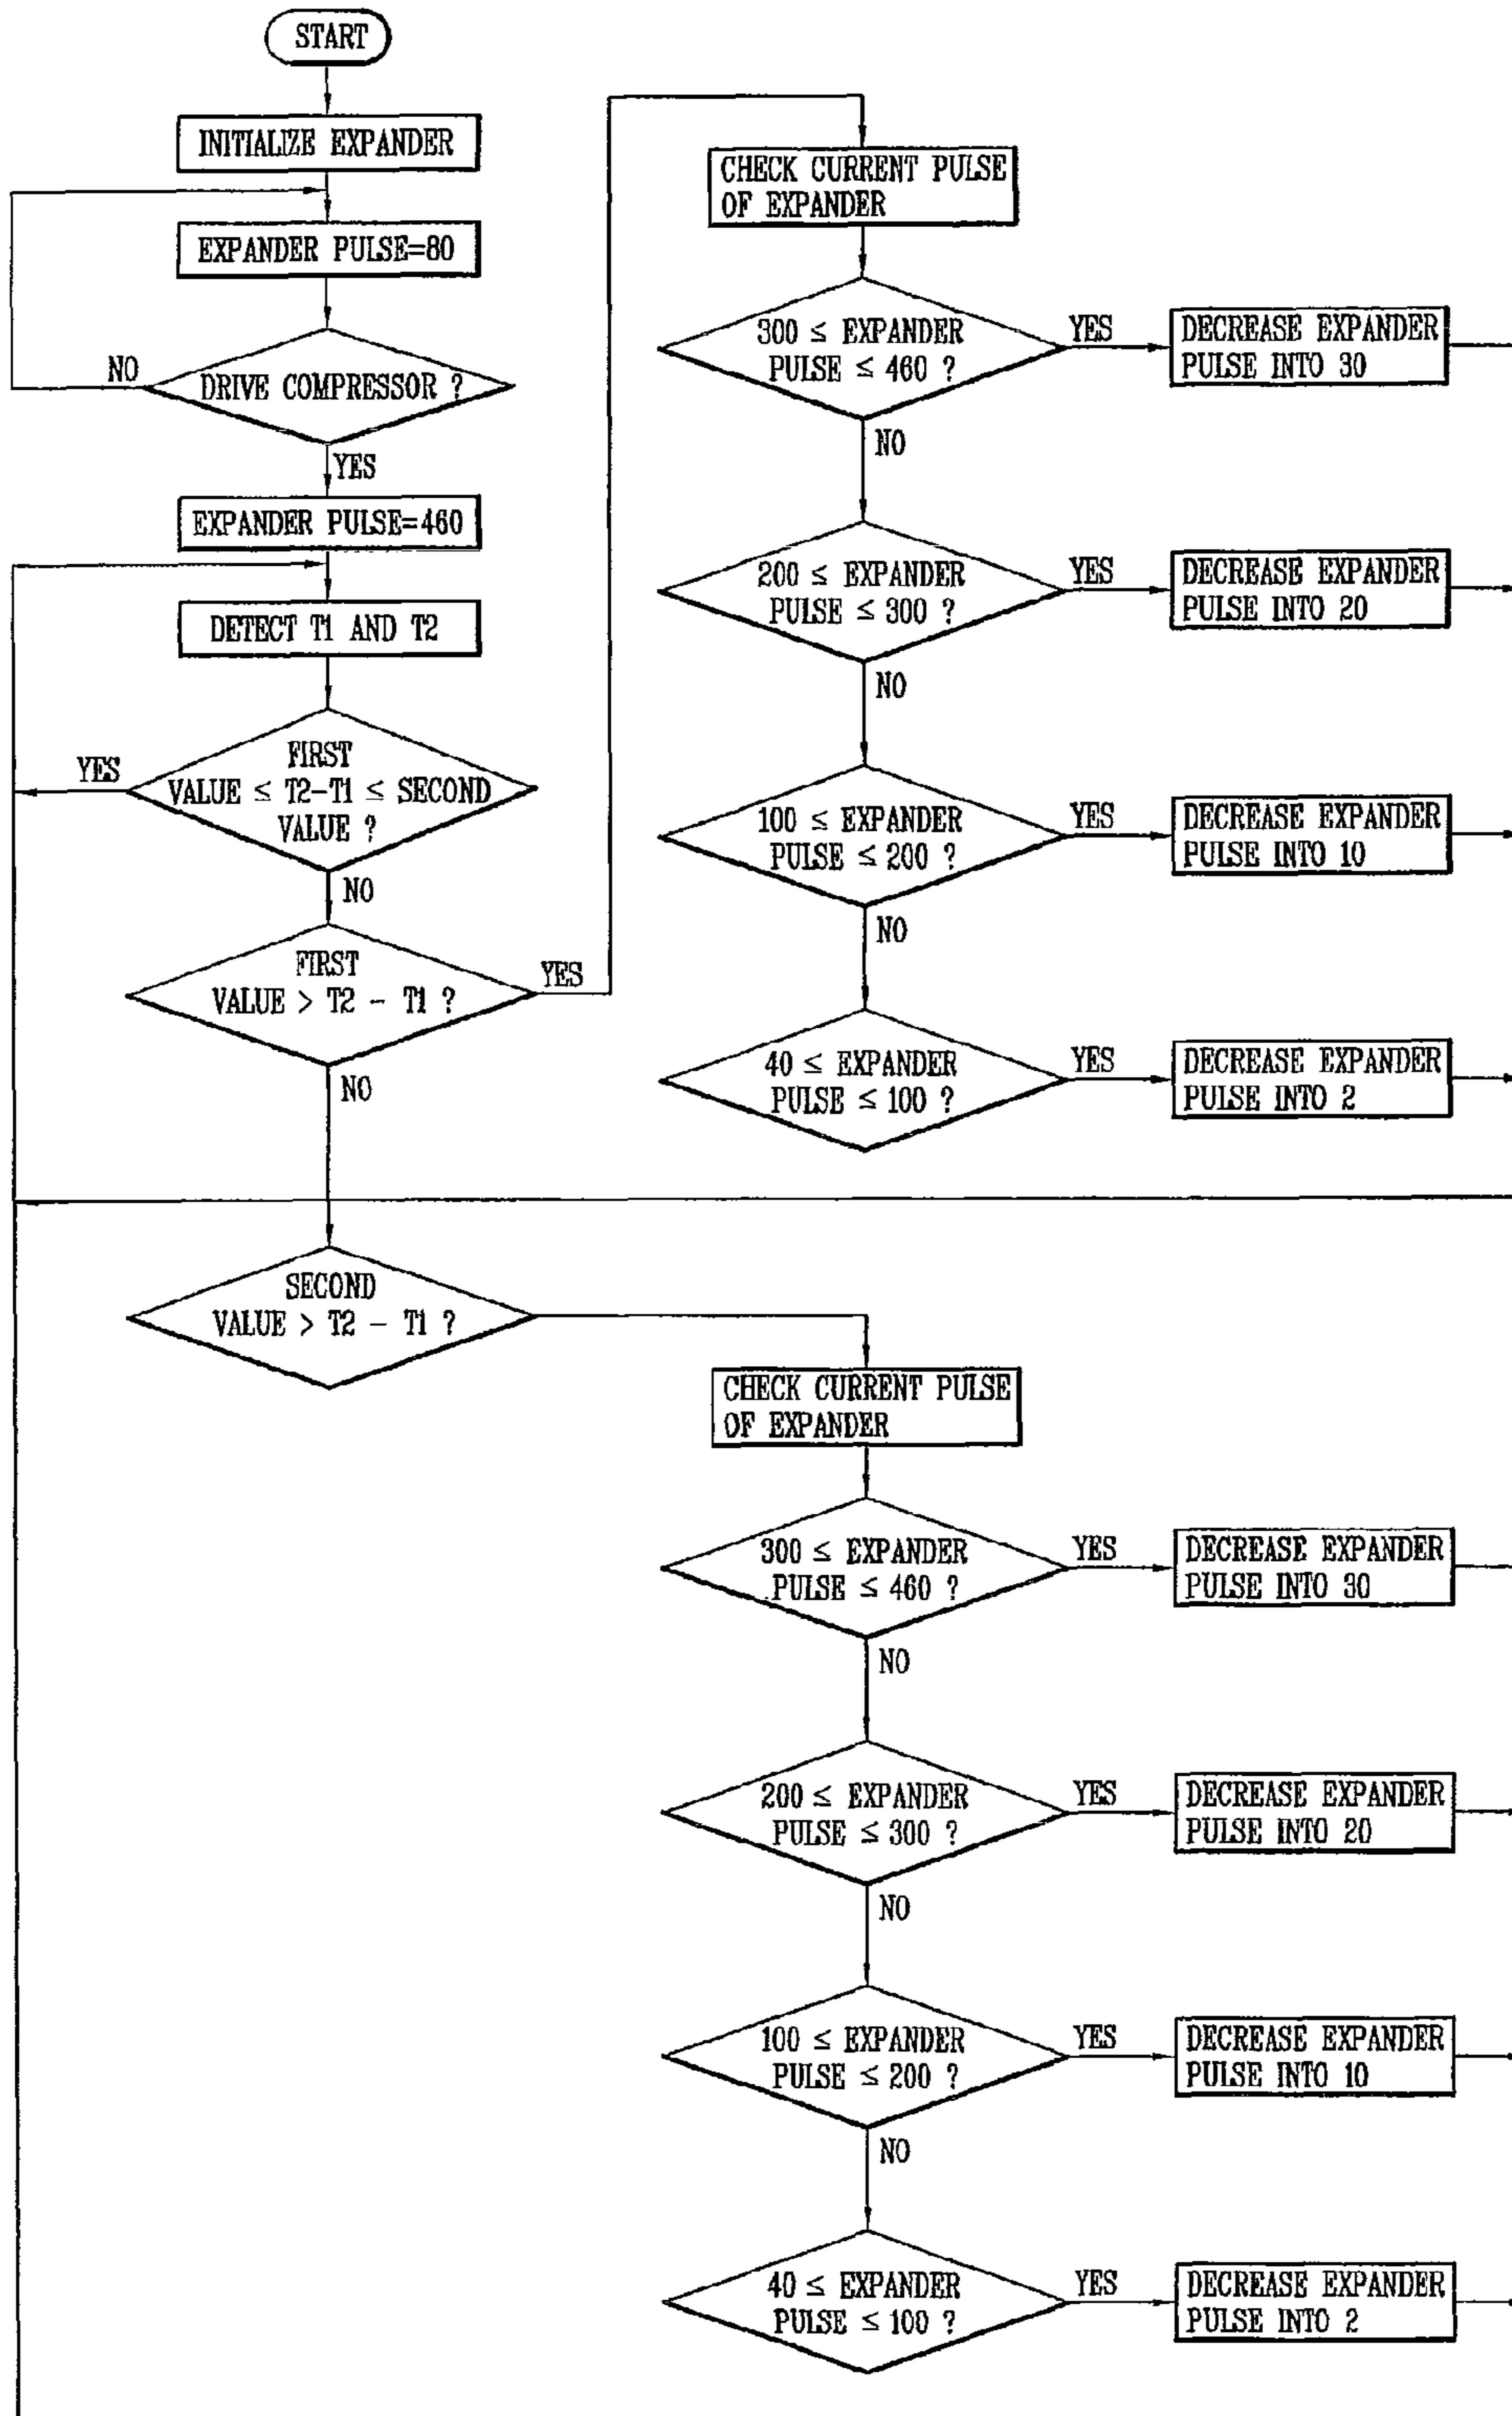 START
INITIALIZE EXPANDER
EXPANDER PULSE=80
DRIVE COMPRESSOR ?
NO
YES
EXPANDER PULSE=460
DETECT T1 AND T2
FIRST
VALUE ≤ T2-T1 ≤ SECOND
VALUE ?
YES
NO
FIRST
VALUE > T2 - T1 ?
YES
NO
CHECK CURRENT PULSE
OF EXPANDER
300 ≤ EXPANDER
PULSE ≤ 460 ?
YES
DECREASE EXPANDER
PULSE INTO 30
NO
200 ≤ EXPANDER
PULSE ≤ 300 ?
YES
DECREASE EXPANDER
PULSE INTO 20
NO
100 ≤ EXPANDER
PULSE ≤ 200 ?
YES
DECREASE EXPANDER
PULSE INTO 10
NO
40 ≤ EXPANDER
PULSE ≤ 100 ?
YES
DECREASE EXPANDER
PULSE INTO 2
SECOND
VALUE > T2 - T1 ?
CHECK CURRENT PULSE
OF EXPANDER
300 ≤ EXPANDER
PULSE ≤ 460 ?
YES
DECREASE EXPANDER
PULSE INTO 30
NO
200 ≤ EXPANDER
PULSE ≤ 300 ?
YES
DECREASE EXPANDER
PULSE INTO 20
NO
100 ≤ EXPANDER
PULSE ≤ 200 ?
YES
DECREASE EXPANDER
PULSE INTO 10
NO
40 ≤ EXPANDER
PULSE ≤ 100 ?
YES
DECREASE EXPANDER
PULSE INTO 2